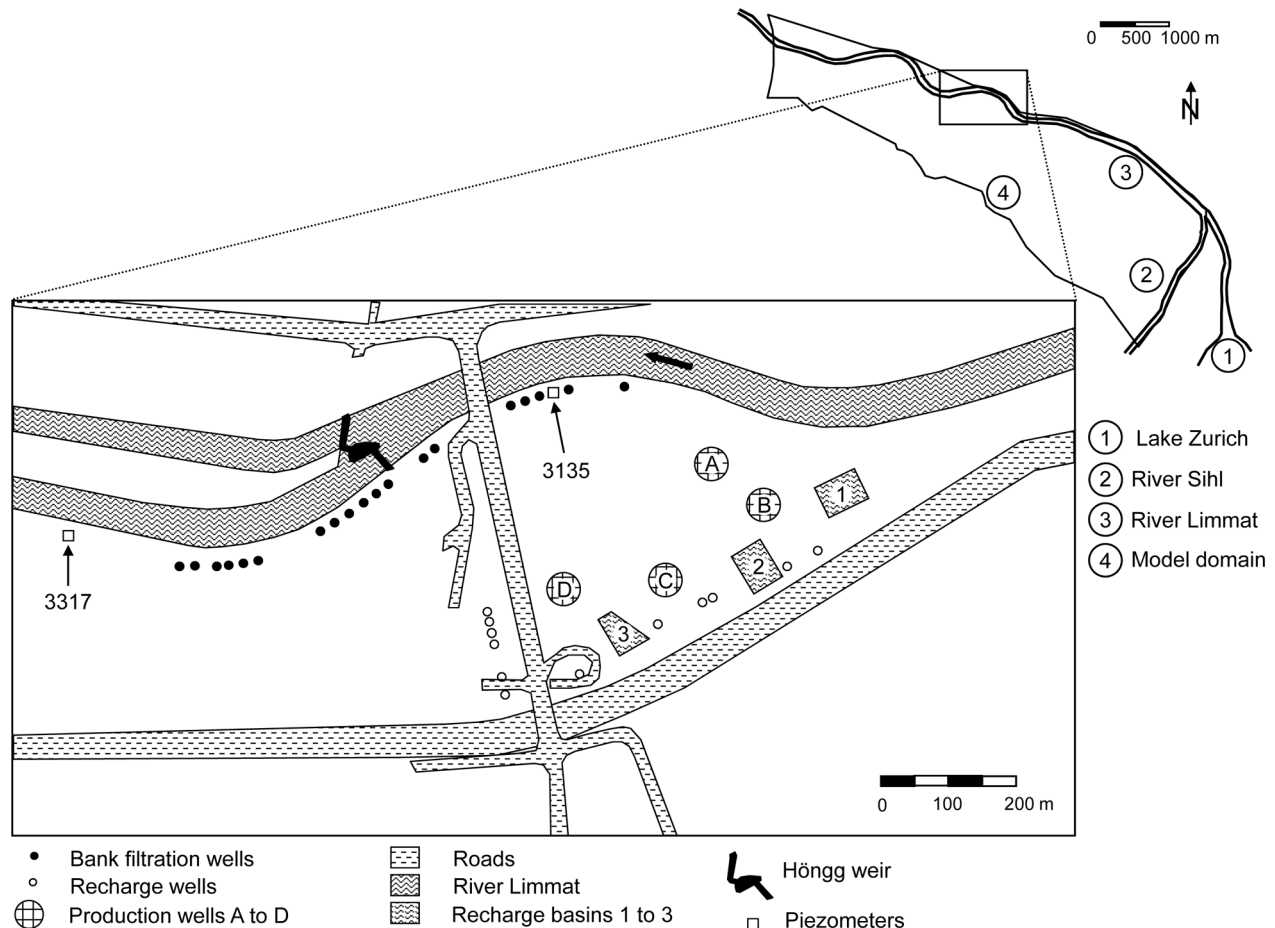 0 500 1000 m
N
3
4
2
1
1 Lake Zurich
2 River Sihl
3 River Limmat
4 Model domain
3135
A
B
1
2
C
D
3
3317
0 100 200 m
Bank filtration wells
Recharge wells
Production wells A to D
Roads
River Limmat
Recharge basins 1 to 3
Höngg weir
Piezometers